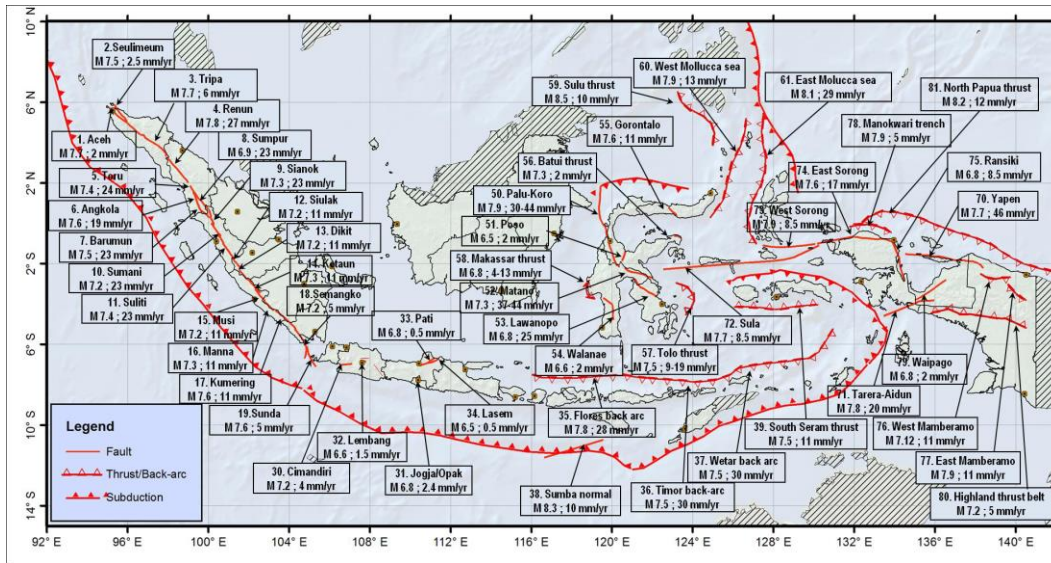 10° N
6° N
2° N
2° S
6° S
10° S
14° S
92° E
96° E
100° E
104° E
108° E
112° E
116° E
120° E
124° E
128° E
132° E
136° E
140° E
2.Seulimeum
M 7.5 ; 2.5 mm/yr
3. Tripa
M 7.7 ; 6 mm/yr
4. Renun
M 7.8 ; 27 mm/yr
8. Sumpur
M 6.9 ; 23 mm/yr
1. Aceh
M 7.7 ; 2 mm/yr
9. Sianok
M 7.3 ; 23 mm/yr
5. Toru
M 7.4 ; 24 mm/yr
12. Siulak
M 7.2 ; 11 mm/yr
6. Angkola
M 7.6 ; 19 mm/yr
13. Dikit
M 7.2 ; 11 mm/yr
7. Barumun
M 7.5 ; 23 mm/yr
14. Ketaun
M 7.3 ; 11 mm/yr
10. Sumani
M 7.2 ; 23 mm/yr
18.Semangko
M 7.2 ; 5 mm/yr
11. Suliti
M 7.4 ; 23 mm/yr
15. Musi
M 7.2 ; 11 mm/yr
16. Manna
M 7.3 ; 11 mm/yr
17. Kumering
M 7.6 ; 11 mm/yr
19.Sunda
M 7.6 ; 5 mm/yr
30. Cimandiri
M 7.2 ; 4 mm/yr
32. Lembang
M 6.6 ; 1.5 mm/yr
31. Jogja/Opak
M 6.8 ; 2.4 mm/yr
33. Pati
M 6.8 ; 0.5 mm/yr
34. Lasem
M 6.5 ; 0.5 mm/yr
35. Flores back arc
M 7.8 ; 28 mm/yr
38. Sumba normal
M 8.3 ; 10 mm/yr
36. Timor back-arc
M 7.5 ; 30 mm/yr
37. Wetar back arc
M 7.5 ; 30 mm/yr
39. South Seram thrust
M 7.5 ; 11 mm/yr
60. West Mollucca sea
M 7.9 ; 13 mm/yr
59. Sulu thrust
M 8.5 ; 10 mm/yr
61. East Molucca sea
M 8.1 ; 29 mm/yr
55. Gorontalo
M 7.6 ; 11 mm/yr
56. Batui thrust
M 7.3 ; 2 mm/yr
50. Palu-Koro
M 7.9 ; 30-44 mm/yr
51. Poso
M 6.5 ; 2 mm/yr
58. Makassar thrust
M 6.8 ; 4-13 mm/yr
52. Matano
M 7.3 ; 37-44 mm/yr
53. Lawanopo
M 6.8 ; 25 mm/yr
54. Walanae
M 6.6 ; 2 mm/yr
57. Tolo thrust
M 7.5 ; 9-19 mm/yr
72. Sula
M 7.7 ; 8.5 mm/yr
81. North Papua thrust
M 8.2 ; 12 mm/yr
78. Manokwari trench
M 7.9 ; 5 mm/yr
74. East Sorong
M 7.6 ; 17 mm/yr
75. Ransiki
M 6.8 ; 8.5 mm/yr
West Sorong
M 7.9 ; 8.5 mm/yr
70. Yapen
M 7.7 ; 46 mm/yr
Waipago
M 6.8 ; 2 mm/yr
71. Tarera-Aidun
M 7.8 ; 20 mm/yr
76. West Mamberamo
M 7.12 ; 11 mm/yr
77. East Mamberamo
M 7.9 ; 11 mm/yr
80. Highland thrust belt
M 7.2 ; 5 mm/yr
Legend
Fault
Thrust/Back-arc
Subduction